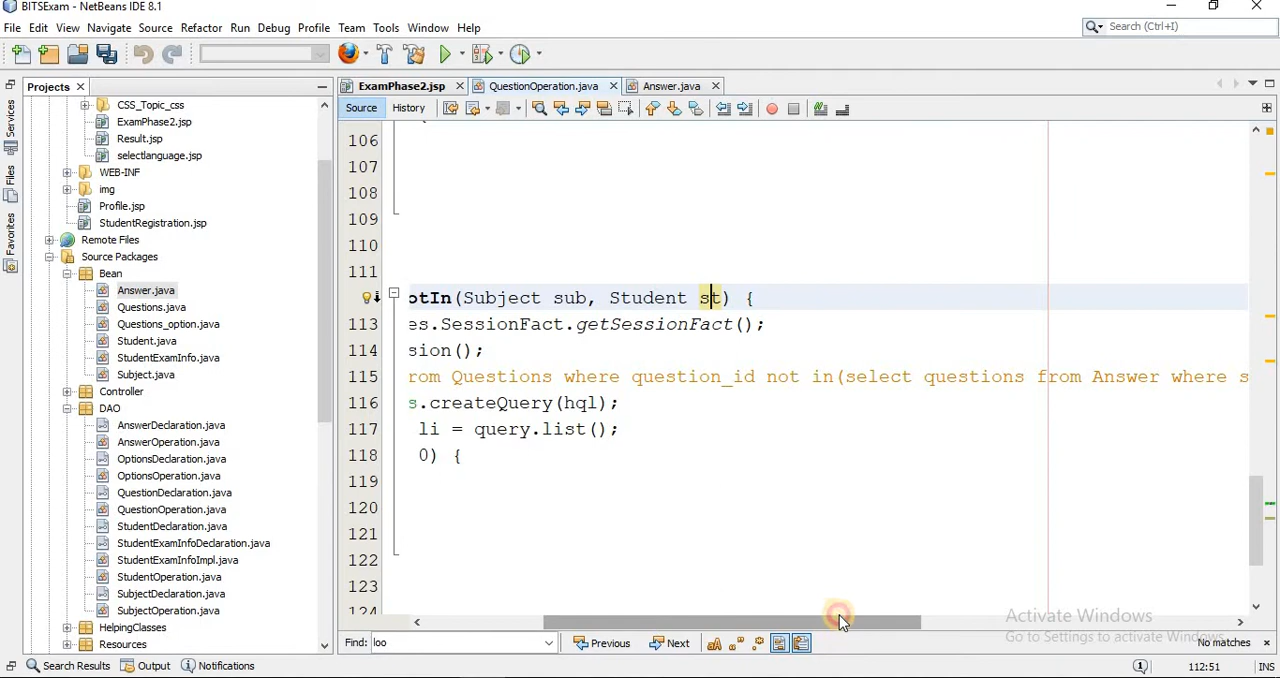 BITSExam - NetBeans IDE 8.1
File Edit View Navigate Source Refactor Run Debug Profile Team Tools Window Help
Search (Ctrl+I)
Projects
ExamPhase2.jsp QuestionOperation.java Answer.java
Source History
Services
Files
Favorites
CSS_Topic_css
ExamPhase2.jsp
Result.jsp
selectlanguage.jsp
WEB-INF
img
Profile.jsp
StudentRegistration.jsp
Remote Files
Source Packages
Bean
Answer.java
Questions.java
Questions_option.java
Student.java
StudentExamInfo.java
Subject.java
Controller
DAO
AnswerDeclaration.java
AnswerOperation.java
OptionsDeclaration.java
OptionsOperation.java
QuestionDeclaration.java
QuestionOperation.java
StudentDeclaration.java
StudentExamInfoDeclaration.java
StudentExamInfoImpl.java
StudentOperation.java
SubjectDeclaration.java
SubjectOperation.java
HelpingClasses
Resources
106
107
108
109
110
111
otIn(Subject sub, Student st) {
113 es.SessionFact.getSessionFact();
114 sion();
115 rom Questions where question_id not in(select questions from Answer where s
116 s.createQuery(hql);
117 li = query.list();
118 0) {
119
120
121
122
123
124
Activate Windows
Go to Settings to activate Windows.
Find: loo Previous Next No matches
Search Results Output Notifications 112:51 INS